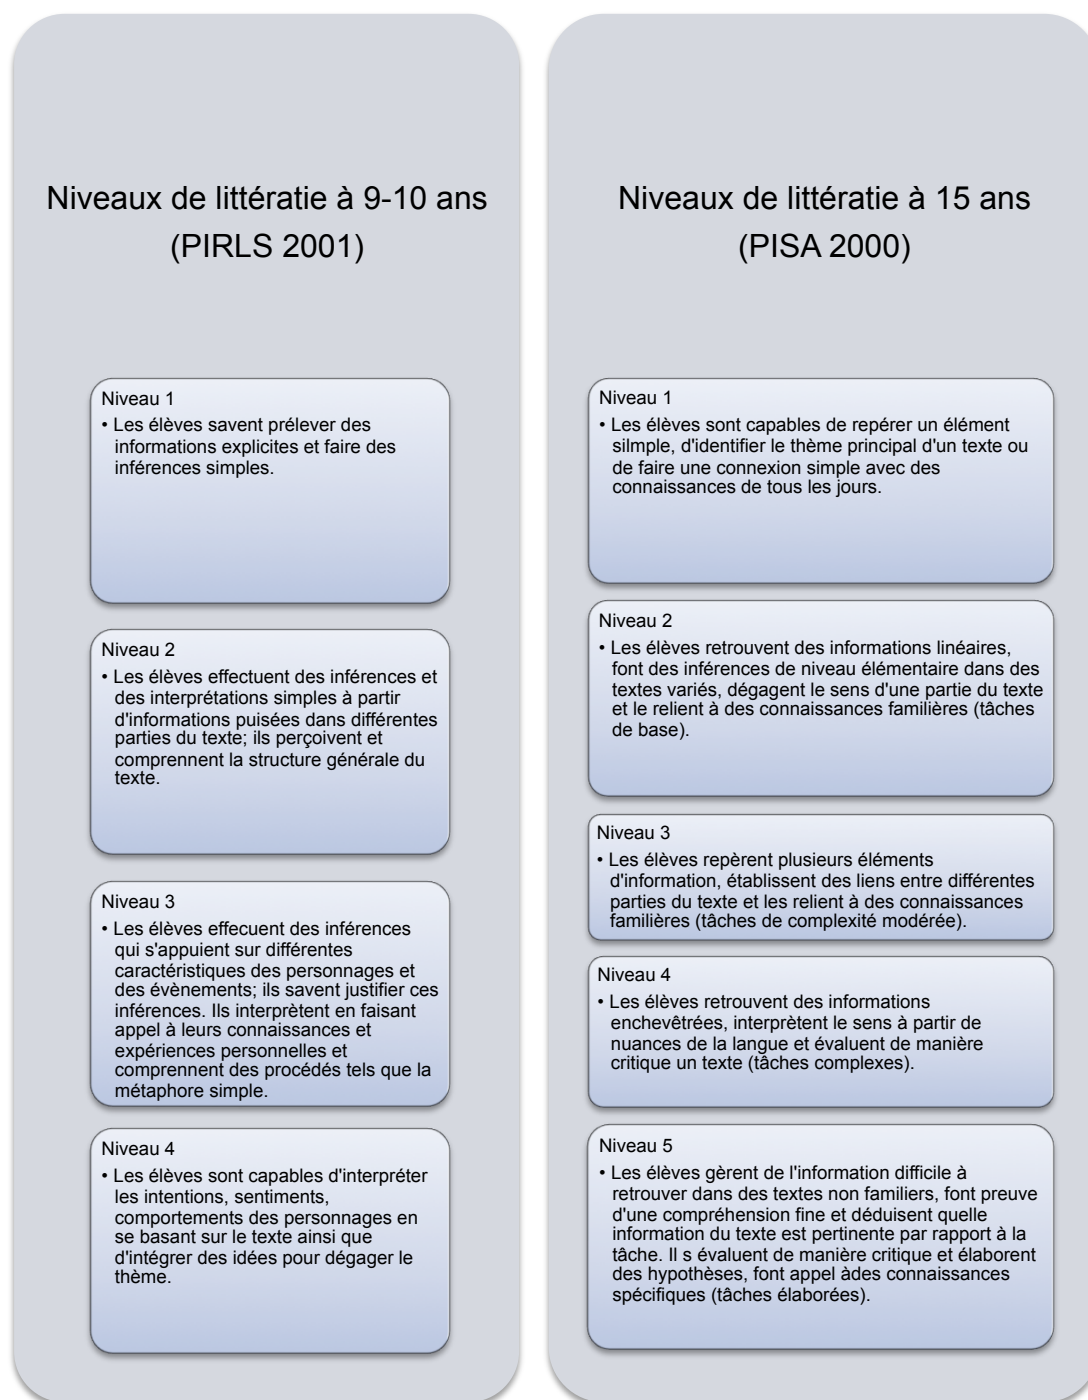 Niveaux de littératie à 9-10 ans
(PIRLS 2001)
Niveau 1
• Les élèves savent prélever des
informations explicites et faire des
inférences simples.
Niveau 2
• Les élèves effectuent des inférences et
des interprétations simples à partir
d'informations puisées dans différentes
parties du texte; ils perçoivent et
comprennent la structure générale du
texte.
Niveau 3
• Les élèves effecuent des inférences
qui s'appuient sur différentes
caractéristiques des personnages et
des évènements; ils savent justifier ces
inférences. Ils interprètent en faisant
appel à leurs connaissances et
expériences personnelles et
comprennent des procédés tels que la
métaphore simple.
Niveau 4
• Les élèves sont capables d'interpréter
les intentions, sentiments,
comportements des personnages en
se basant sur le texte ainsi que
d'intégrer des idées pour dégager le
thème.
Niveaux de littératie à 15 ans
(PISA 2000)
Niveau 1
• Les élèves sont capables de repérer un élément
silmple, d'identifier le thème principal d'un texte ou
de faire une connexion simple avec des
connaissances de tous les jours.
Niveau 2
• Les élèves retrouvent des informations linéaires,
font des inférences de niveau élémentaire dans des
textes variés, dégagent le sens d'une partie du texte
et le relient à des connaissances familières (tâches
de base).
Niveau 3
• Les élèves repèrent plusieurs éléments
d'information, établissent des liens entre différentes
parties du texte et les relient à des connaissances
familières (tâches de complexité modérée).
Niveau 4
• Les élèves retrouvent des informations
enchevêtrées, interprètent le sens à partir de
nuances de la langue et évaluent de manière
critique un texte (tâches complexes).
Niveau 5
• Les élèves gèrent de l'information difficile à
retrouver dans des textes non familiers, font preuve
d'une compréhension fine et déduisent quelle
information du texte est pertinente par rapport à la
tâche. Il s évaluent de manière critique et élaborent
des hypothèses, font appel àdes connaissances
spécifiques (tâches élaborées).